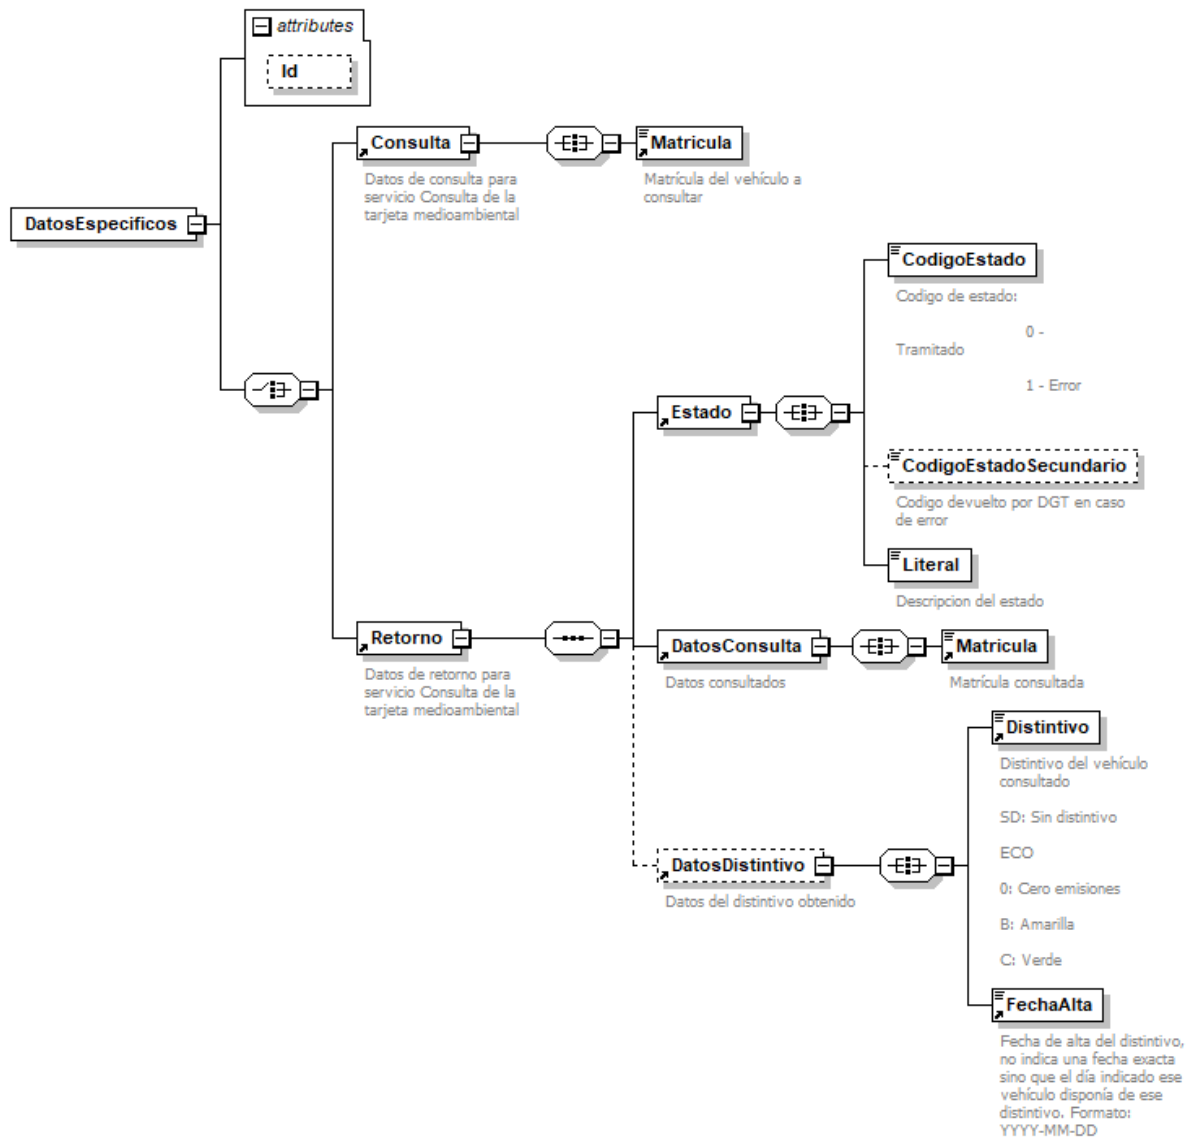 attributes
Id
Consulta
Datos de consulta para
servicio Consulta de la
tarjeta medioambiental
Matricula
Matrícula del vehículo a
consultar
DatosEspecificos
CodigoEstado
Codigo de estado:
0 -
Tramitado
1 - Error
Estado
CodigoEstadoSecundario
Codigo devuelto por DGT en caso
de error
Literal
Descripcion del estado
Retorno
Datos de retorno para
servicio Consulta de la
tarjeta medioambiental
DatosConsulta
Datos consultados
Matricula
Matrícula consultada
Distintivo
Distintivo del vehículo
consultado
SD: Sin distintivo
ECO
0: Cero emisiones
B: Amarilla
C: Verde
DatosDistintivo
Datos del distintivo obtenido
FechaAlta
Fecha de alta del distintivo,
no indica una fecha exacta
sino que el día indicado ese
vehículo disponía de ese
distintivo. Formato:
YYYY-MM-DD